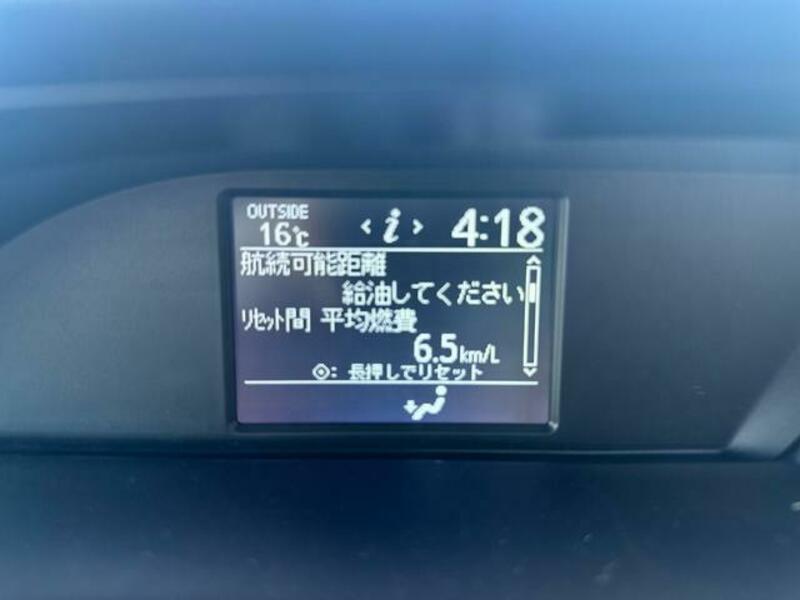 OUTSIDE
16℃ < i > 4:18
航続可能距離
給油してください
リセット間 平均燃費
6.5km/L
: 長押しでリセット